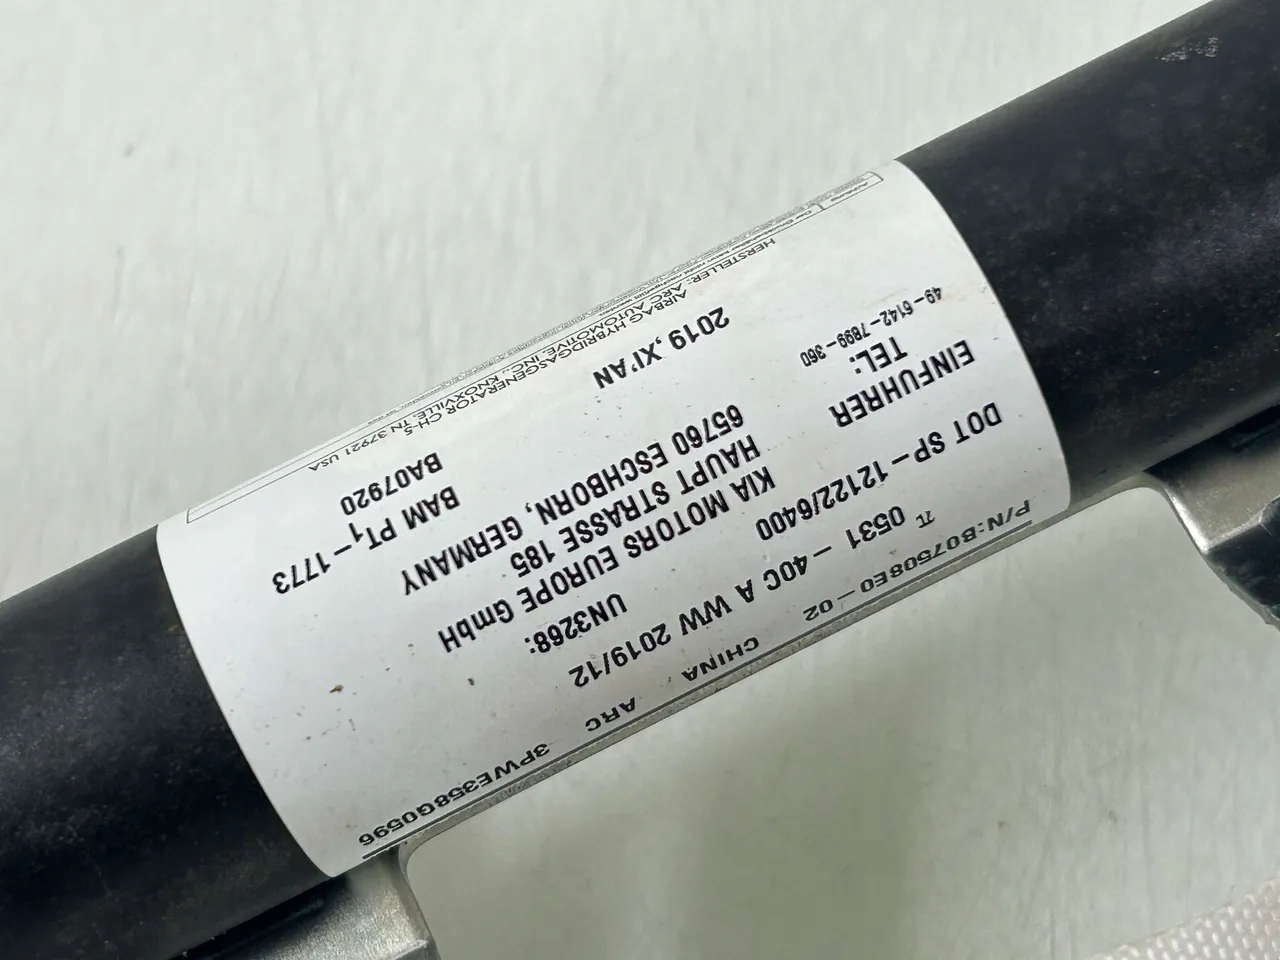 P/N:B07508E0-02 CHINA ARC 3PWE358G0596
π 0531 - 40C A WW 2019/12
DOT SP-12122/6400 UN3268:
EINFUHRER KIA MOTORS EUROPE GmbH
TEL: HAUPT STRASSE 185
49-6142-7899-360 65760 ESCHBORN, GERMANY
BAM PT₁-1773
2019 ,XI'AN BA07920
HERSTELLER: ARC AUTOMOTIVE, INC., KNOXVILLE, TN 37921 USA
AIRBAG HYBRIDGASGENERATOR CH-5